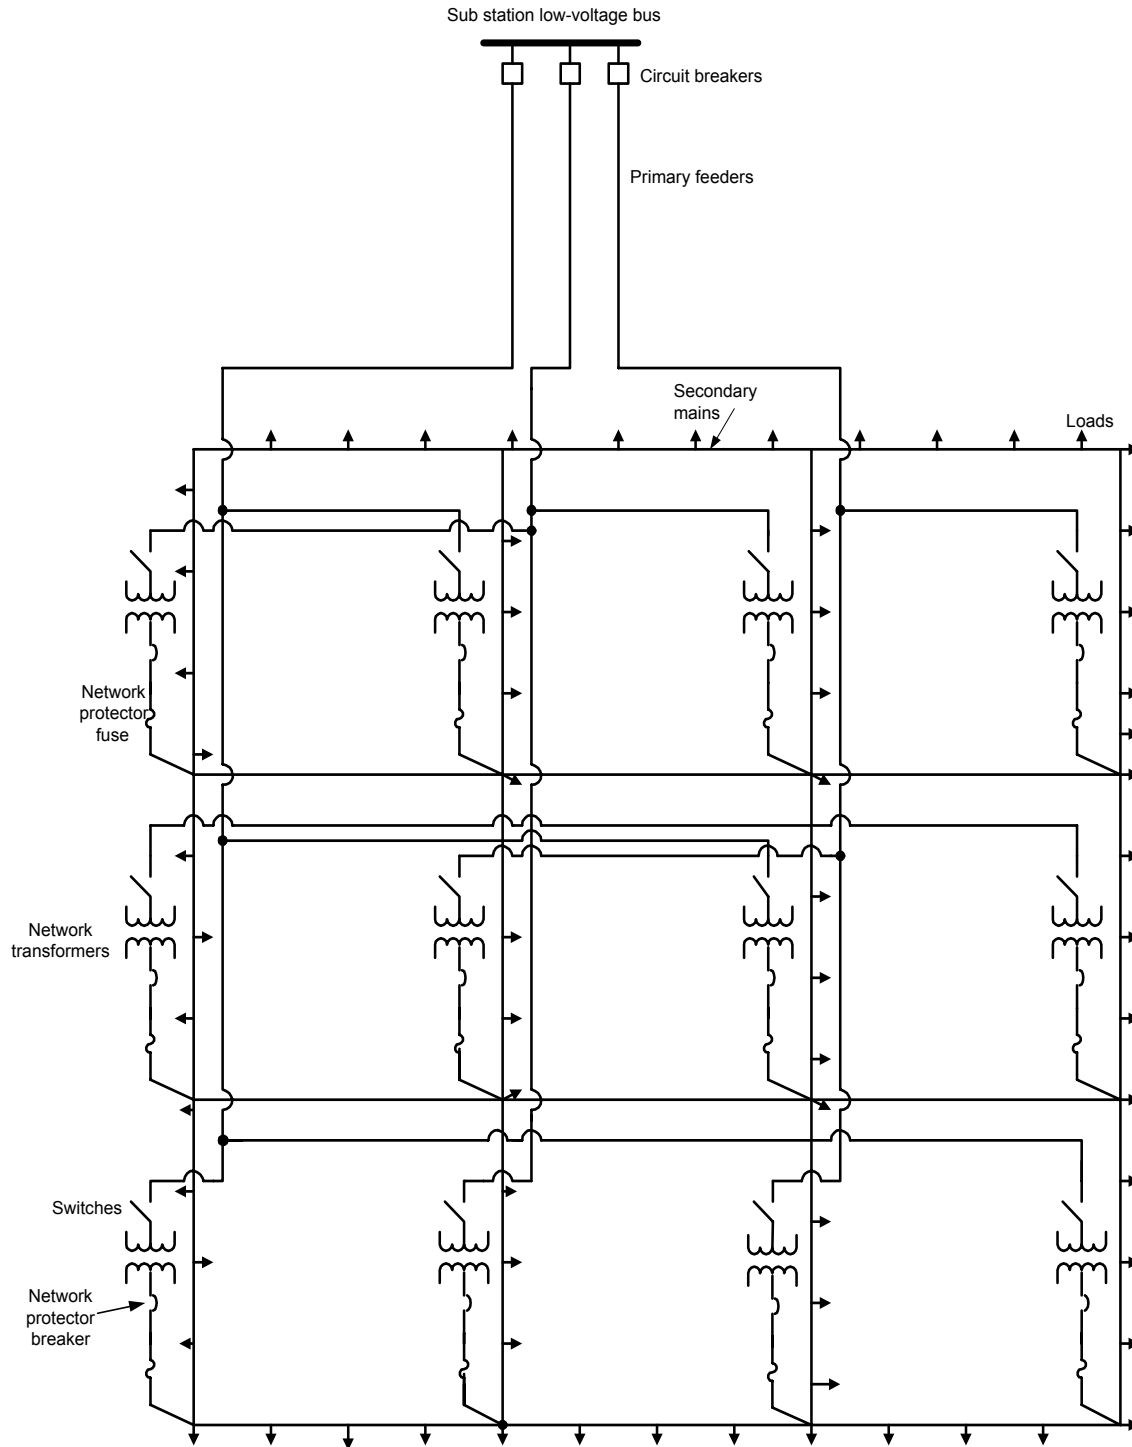 Sub station low-voltage bus
Circuit breakers
Primary feeders
Secondary
mains
Loads
Network
protector
fuse
Network
transformers
Switches
Network
protector
breaker